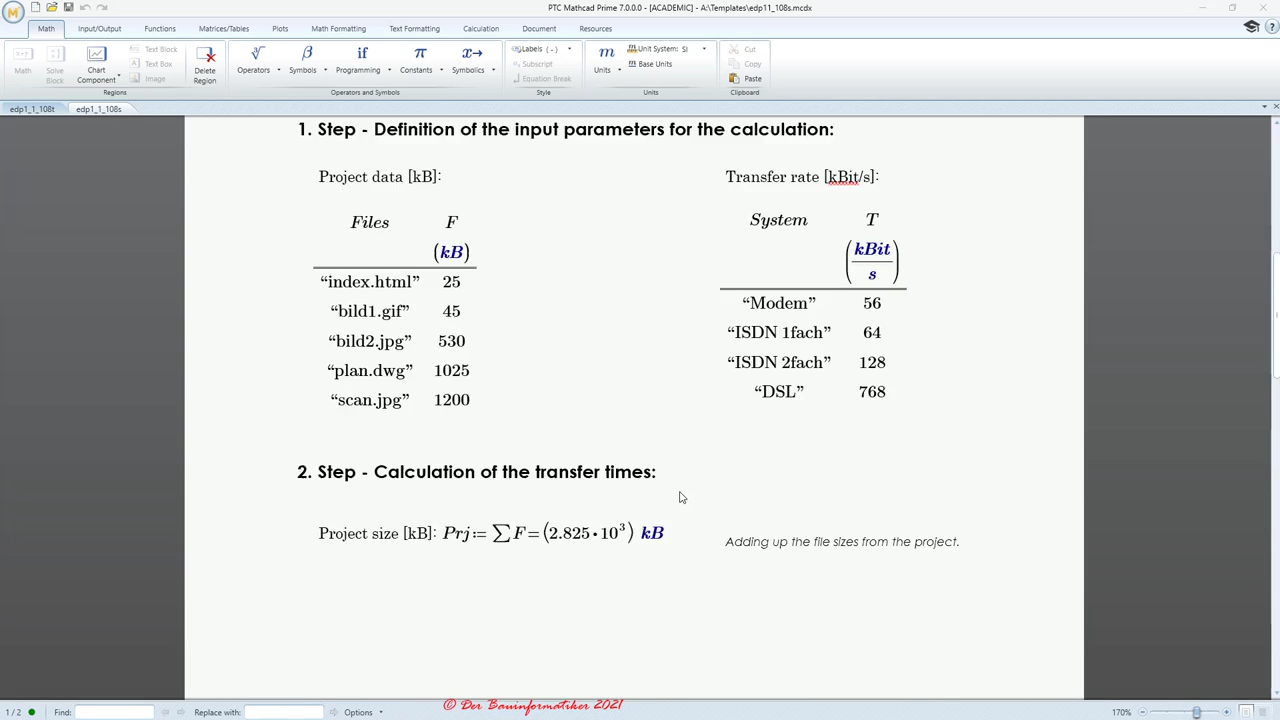 PTC Mathcad Prime 7.0.0.0 - [ACADEMIC] - A:\Templates\edp11_108s.mcdx
Math Input/Output Functions Matrices/Tables Plots Math Formatting Text Formatting Calculation Document Resources
Math
Solve Block
Chart Component
Text Block
Text Box
Image
Delete Region
Operators
Symbols
Programming
Constants
Symbolics
Labels (-)
Subscript
Equation Break
Units
Unit System: SI
Base Units
Cut
Copy
Paste
Regions Operators and Symbols Style Units Clipboard
edp1_1_108t edp1_1_108s
1. Step - Definition of the input parameters for the calculation:
Project data [kB]:
Files F
(kB)
“index.html” 25
“bild1.gif” 45
“bild2.jpg” 530
“plan.dwg” 1025
“scan.jpg” 1200
Transfer rate [kBit/s]:
System T
(kBit/s)
“Modem” 56
“ISDN 1fach” 64
“ISDN 2fach” 128
“DSL” 768
2. Step - Calculation of the transfer times:
Project size [kB]: Prj:=∑F=(2.825•10³) kB
Adding up the file sizes from the project.
© Der Bauinformatiker 2021
1 / 2 Find: Replace with: Options 170%